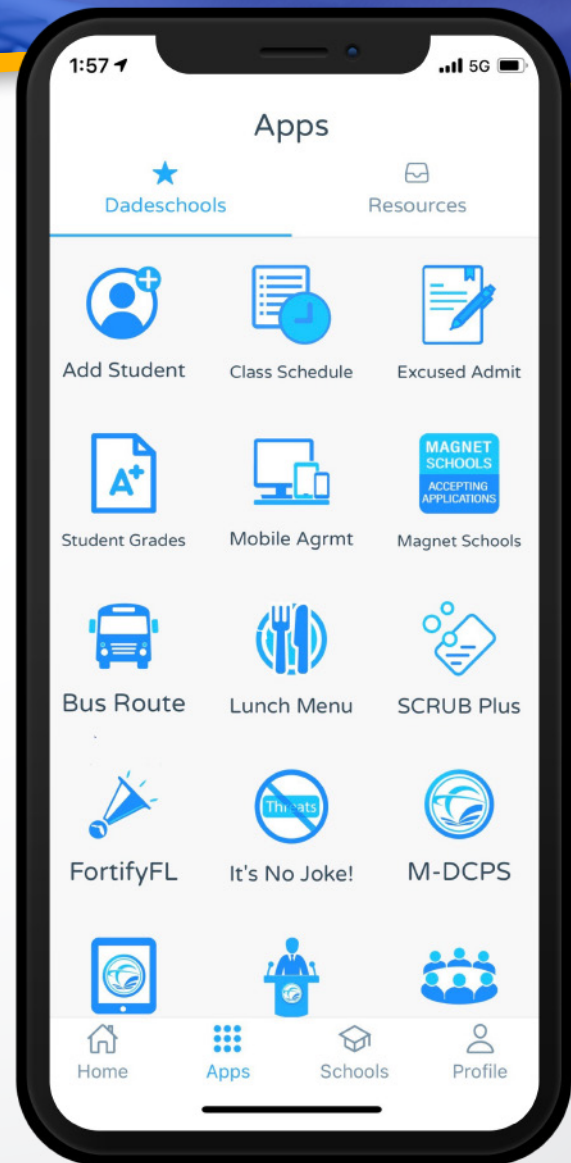 1:57
5G
Apps
Dadeschools
Resources
Add Student
Class Schedule
Excused Admit
A+
MAGNET
SCHOOLS
ACCEPTING
APPLICATIONS
Student Grades
Mobile Agrmt
Magnet Schools
Bus Route
Lunch Menu
SCRUB Plus
Threats
FortifyFL
It's No Joke!
M-DCPS
Home
Apps
Schools
Profile